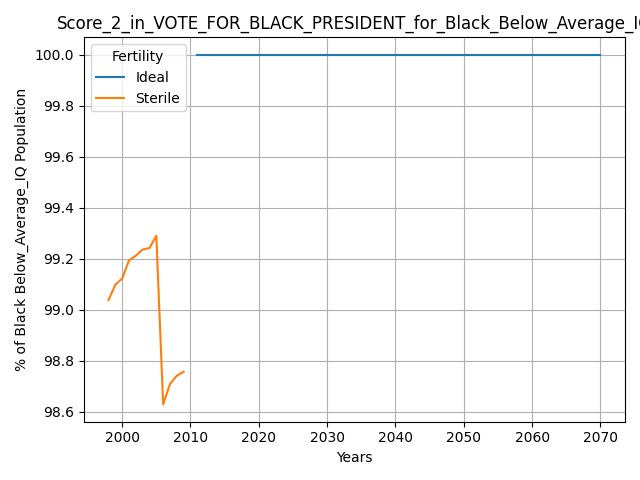 Score_2_in_VOTE_FOR_BLACK_PRESIDENT_for_Black_Below_Average_IQ
Fertility
Ideal
Sterile
100.0
99.8
99.6
99.4
99.2
99.0
98.8
98.6
% of Black Below_Average_IQ Population
2000 2010 2020 2030 2040 2050 2060 2070
Years